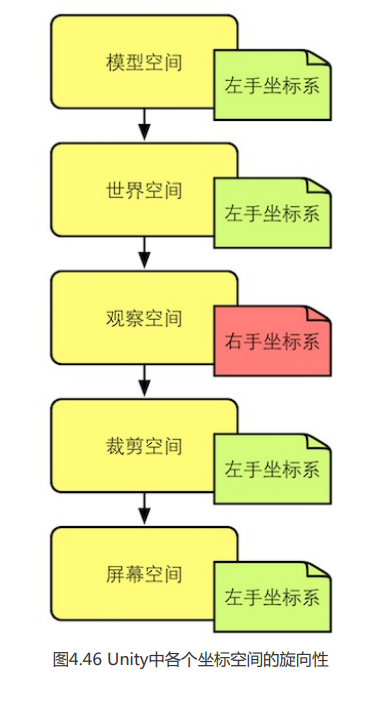 模型空间
左手坐标系
世界空间
左手坐标系
观察空间
右手坐标系
裁剪空间
左手坐标系
屏幕空间
左手坐标系
图4.46 Unity中各个坐标空间的旋向性